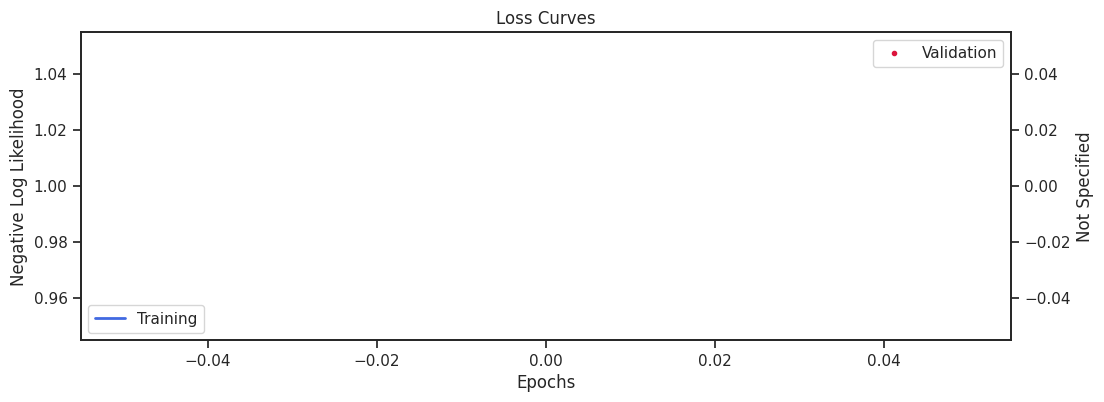 Loss Curves
Negative Log Likelihood
1.04
1.02
1.00
0.98
0.96
Training
Validation
0.04
0.02
0.00
−0.02
−0.04
Not Specified
−0.04
−0.02
0.00
0.02
0.04
Epochs